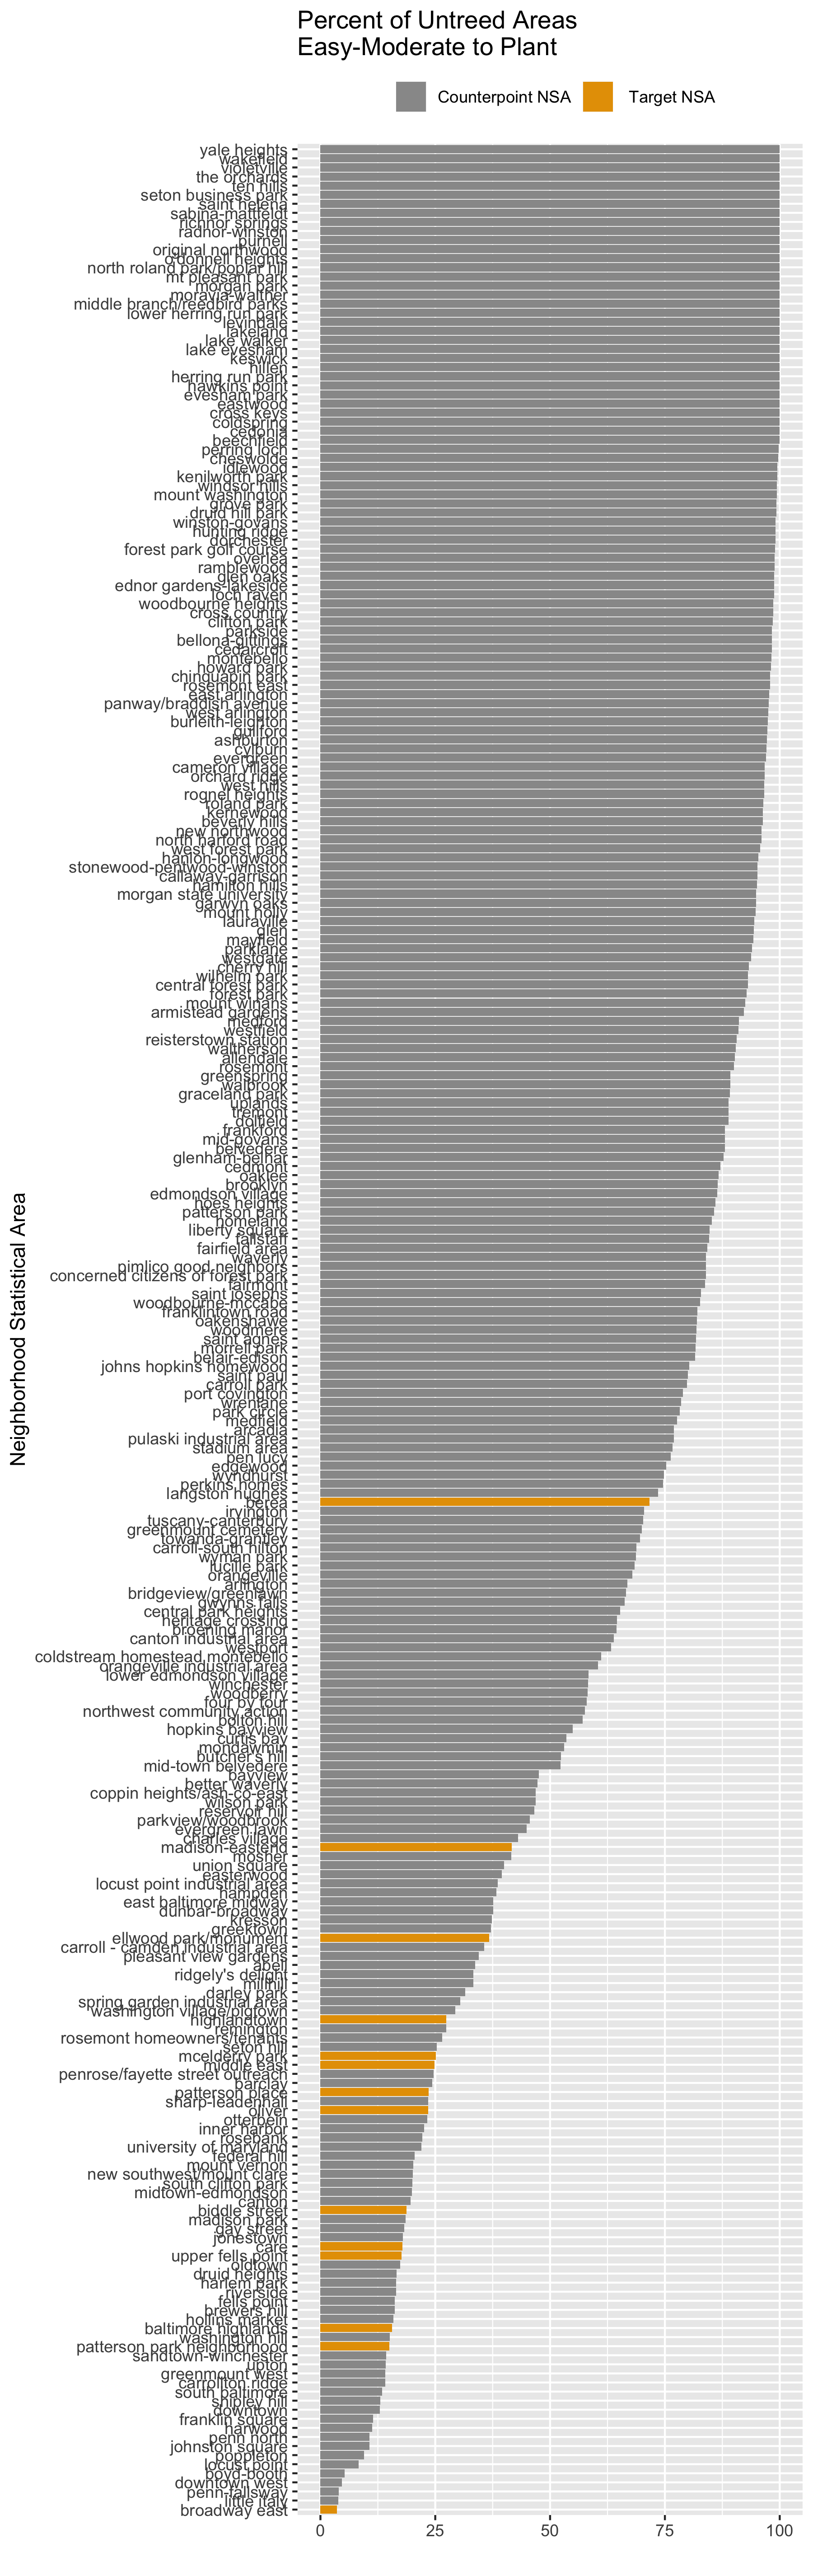 Percent of Untreed Areas
Easy-Moderate to Plant
Counterpoint NSA
Target NSA
Neighborhood Statistical Area
yale heights
wakefield
violetville
the orchards
ten hills
seton business park
saint helena
sabina-mattfeldt
richnor springs
radnor-winston
purnell
original northwood
o'donnell heights
north roland park/poplar hill
mt pleasant park
morgan park
moravia-walther
middle branch/reedbird parks
lower herring run park
levindale
lakeland
lake walker
lake evesham
keswick
hillen
herring run park
hawkins point
evesham park
eastwood
cross keys
coldspring
cedonia
beechfield
perring loch
cheswolde
idlewood
kenilworth park
windsor hills
mount washington
grove park
druid hill park
winston-govans
hunting ridge
dorchester
forest park golf course
overlea
ramblewood
glen oaks
ednor gardens-lakeside
loch raven
woodbourne heights
cross country
clifton park
parkside
bellona-gittings
cedarcroft
montebello
howard park
chinquapin park
rosemont east
east arlington
panway/braddish avenue
west arlington
burleith-leighton
guilford
ashburton
cylburn
evergreen
cameron village
orchard ridge
west hills
rognel heights
roland park
kernewood
beverly hills
new northwood
north harford road
west forest park
hanlon-longwood
stonewood-pentwood-winston
callaway-garrison
hamilton hills
morgan state university
garwyn oaks
mount holly
lauraville
glen
mayfield
parklane
westgate
cherry hill
wilhelm park
central forest park
forest park
mount winans
armistead gardens
medford
westfield
reisterstown station
waltherson
allendale
rosemont
greenspring
walbrook
graceland park
uplands
tremont
dolfield
frankford
mid-govans
belvedere
glenham-belhar
cedmont
oaklee
brooklyn
edmondson village
hoes heights
patterson park
homeland
liberty square
fallstaff
fairfield area
waverly
pimlico good neighbors
concerned citizens of forest park
fairmont
saint josephs
woodbourne-mccabe
franklintown road
oakenshawe
woodmere
saint agnes
morrell park
belair-edison
johns hopkins homewood
saint paul
carroll park
port covington
wrenlane
park circle
medfield
arcadia
pulaski industrial area
stadium area
pen lucy
edgewood
wyndhurst
perkins homes
langston hughes
berea
irvington
tuscany-canterbury
greenmount cemetery
towanda-grantley
carroll-south hilton
wyman park
lucille park
orangeville
arlington
bridgeview/greenlawn
gwynns falls
central park heights
heritage crossing
broening manor
canton industrial area
westport
coldstream homestead montebello
orangeville industrial area
lower edmondson village
winchester
woodberry
four by four
northwest community action
bolton hill
hopkins bayview
curtis bay
mondawmin
butcher's hill
mid-town belvedere
bayview
better waverly
coppin heights/ash-co-east
wilson park
reservoir hill
parkview/woodbrook
evergreen lawn
charles village
madison-eastend
mosher
union square
easterwood
locust point industrial area
hampden
east baltimore midway
dunbar-broadway
kresson
greektown
ellwood park/monument
carroll - camden industrial area
pleasant view gardens
abell
ridgely's delight
millhill
darley park
spring garden industrial area
washington village/pigtown
highlandtown
remington
rosemont homeowners/tenants
seton hill
mcelderry park
middle east
penrose/fayette street outreach
barclay
patterson place
sharp-leadenhall
oliver
otterbein
inner harbor
rosebank
university of maryland
federal hill
mount vernon
new southwest/mount clare
south clifton park
midtown-edmondson
canton
biddle street
madison park
gay street
jonestown
care
upper fells point
oldtown
druid heights
harlem park
riverside
fells point
brewers hill
hollins market
baltimore highlands
washington hill
patterson park neighborhood
sandtown-winchester
upton
greenmount west
carrollton ridge
south baltimore
shipley hill
downtown
franklin square
harwood
penn north
johnston square
poppleton
locust point
boyd-booth
downtown west
penn-fallsway
little italy
broadway east
0
25
50
75
100